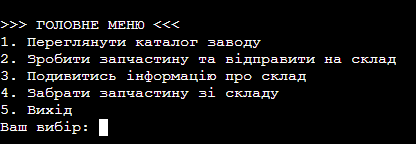 >>> ГОЛОВНЕ МЕНЮ <<<
1. Переглянути каталог заводу
2. Зробити запчастину та відправити на склад
3. Подивитись інформацію про склад
4. Забрати запчастину зі складу
5. Вихід
Ваш вибір: